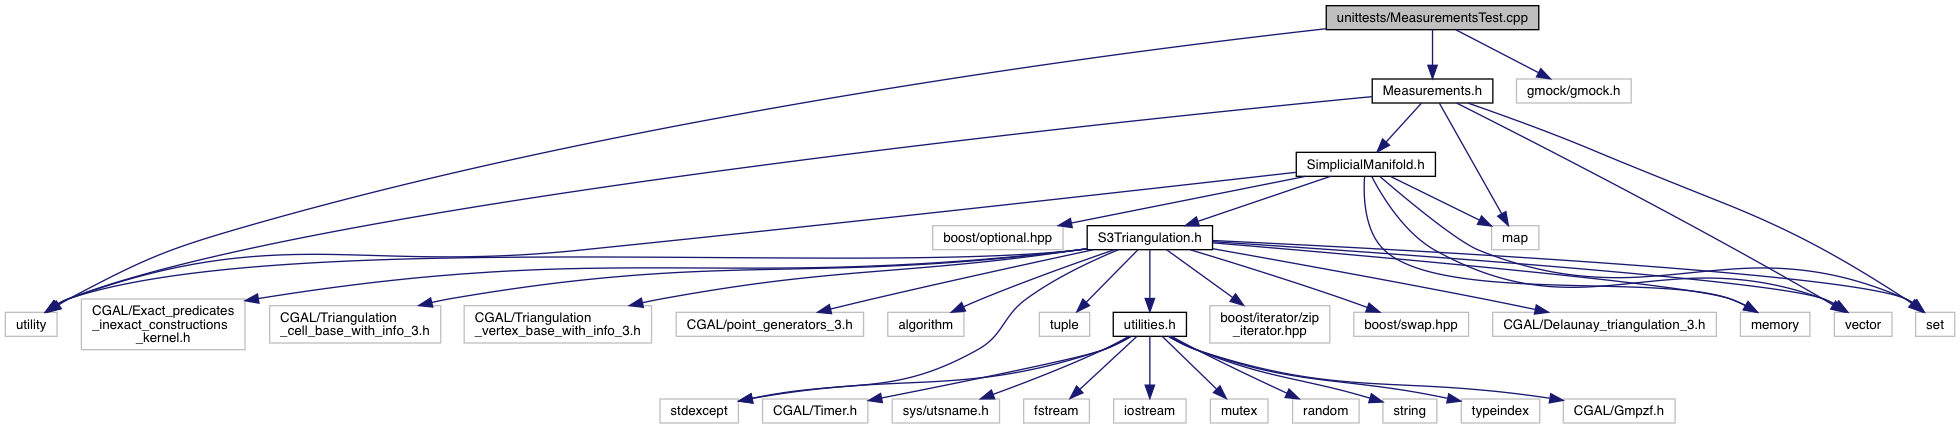 unittests/MeasurementsTest.cpp
Measurements.h
gmock/gmock.h
SimplicialManifold.h
boost/optional.hpp
S3Triangulation.h
map
utility
CGAL/Exact_predicates
_inexact_constructions
_kernel.h
CGAL/Triangulation
_cell_base_with_info_3.h
CGAL/Triangulation
_vertex_base_with_info_3.h
CGAL/point_generators_3.h
algorithm
tuple
utilities.h
boost/iterator/zip
_iterator.hpp
boost/swap.hpp
CGAL/Delaunay_triangulation_3.h
memory
vector
set
stdexcept
CGAL/Timer.h
sys/utsname.h
fstream
iostream
mutex
random
string
typeindex
CGAL/Gmpzf.h